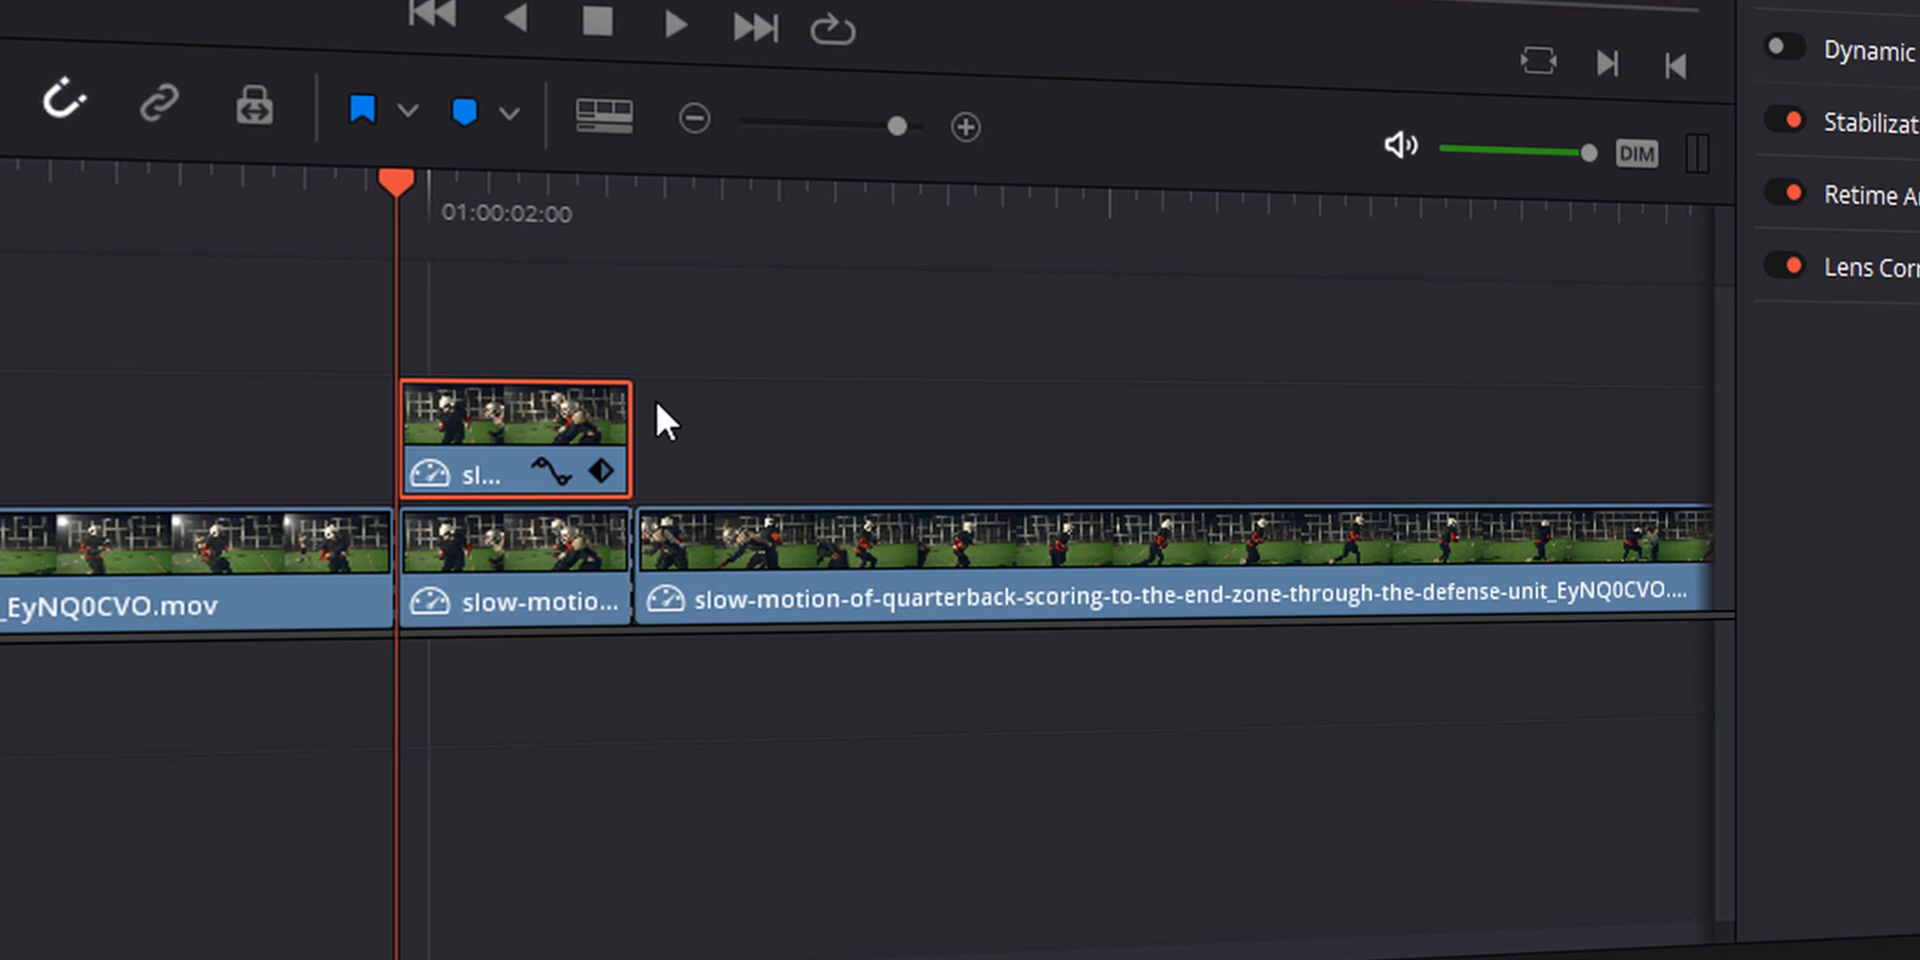 Dynamic
Stabilizat
DIM
Retime A
01:00:02:00
Lens Corr
sl...
_EyNQ0CVO.mov
slow-motio...
slow-motion-of-quarterback-scoring-to-the-end-zone-through-the-defense-unit_EyNQ0CVO....